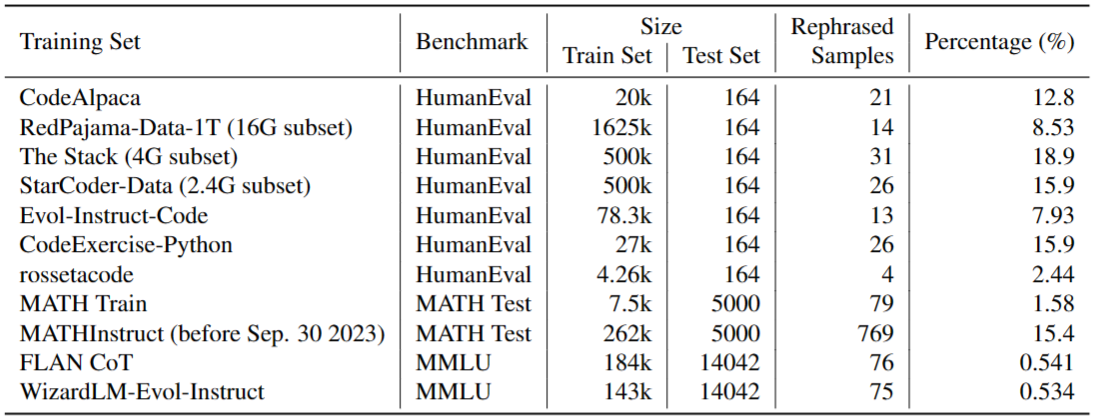 Training Set Benchmark Size Rephrased Samples Percentage (%)
Train Set Test Set
CodeAlpaca HumanEval 20k 164 21 12.8
RedPajama-Data-1T (16G subset) HumanEval 1625k 164 14 8.53
The Stack (4G subset) HumanEval 500k 164 31 18.9
StarCoder-Data (2.4G subset) HumanEval 500k 164 26 15.9
Evol-Instruct-Code HumanEval 78.3k 164 13 7.93
CodeExercise-Python HumanEval 27k 164 26 15.9
rossetacode HumanEval 4.26k 164 4 2.44
MATH Train MATH Test 7.5k 5000 79 1.58
MATHInstruct (before Sep. 30 2023) MATH Test 262k 5000 769 15.4
FLAN CoT MMLU 184k 14042 76 0.541
WizardLM-Evol-Instruct MMLU 143k 14042 75 0.534